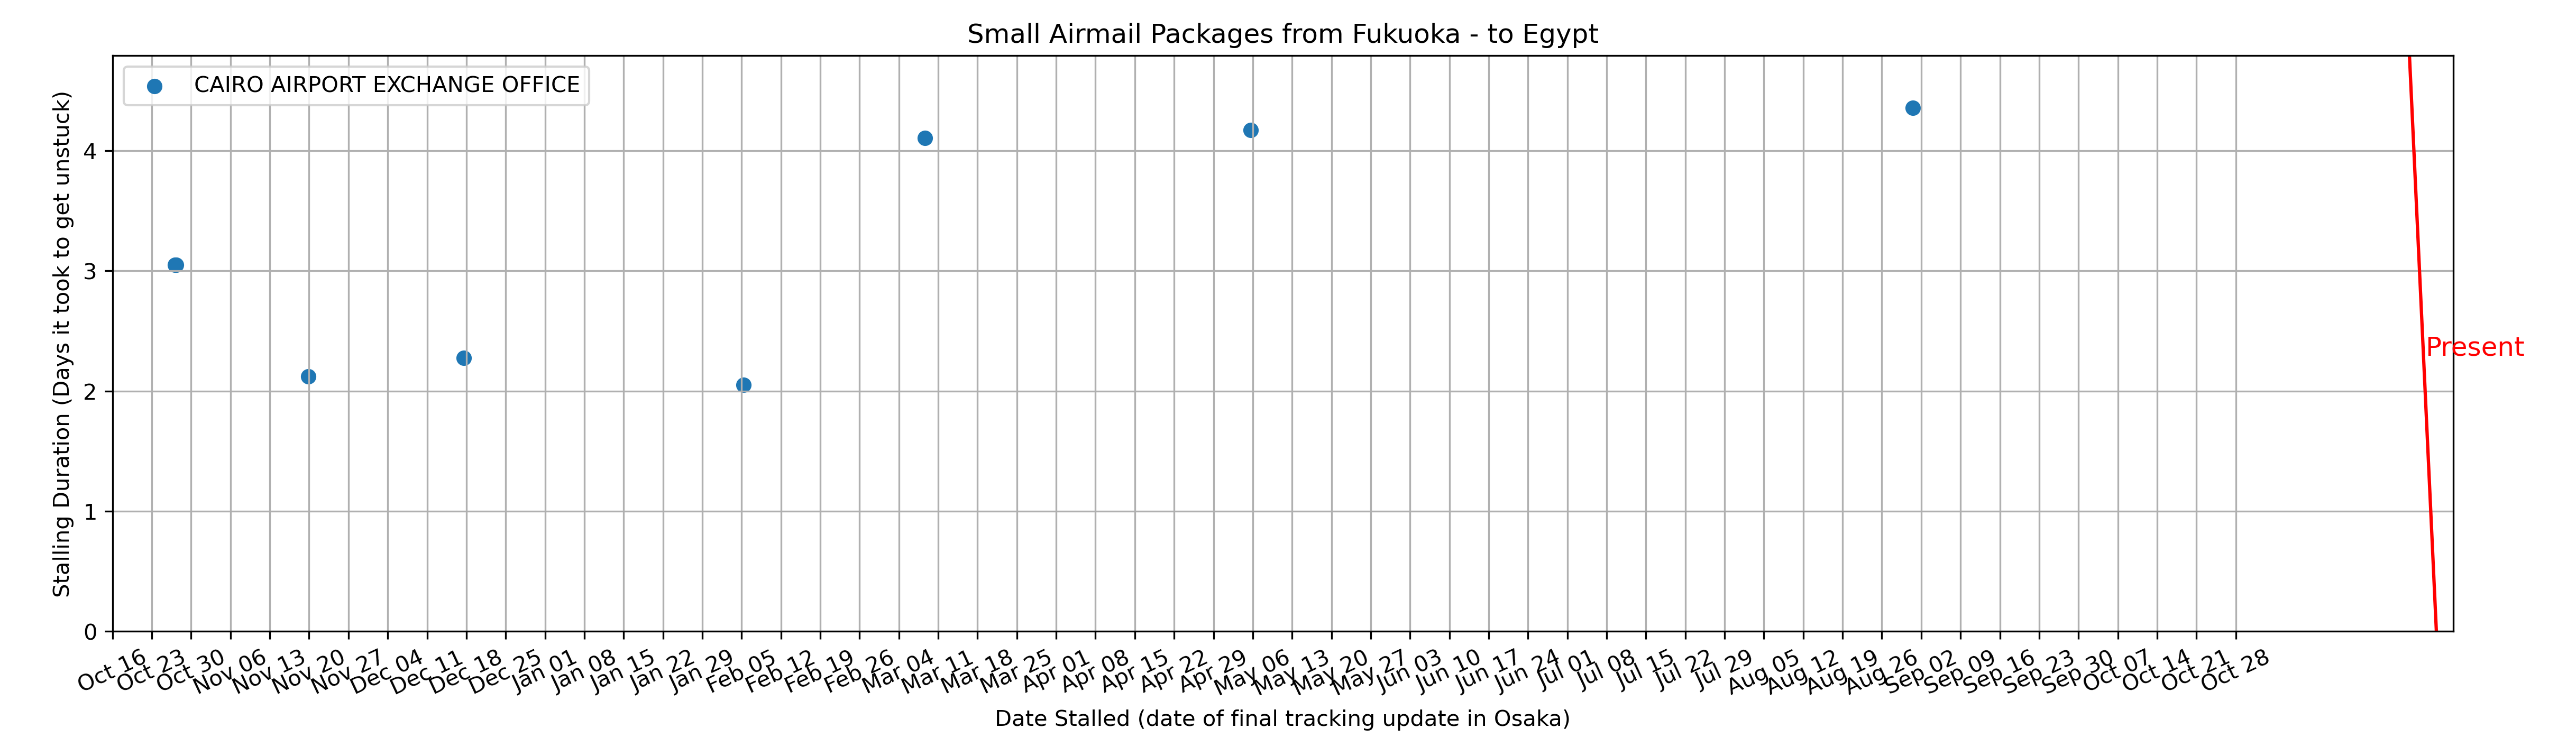 Small Airmail Packages from Fukuoka - to Egypt
CAIRO AIRPORT EXCHANGE OFFICE
Stalling Duration (Days it took to get unstuck)
4
3
2
1
0
Present
Oct 16
Oct 23
Oct 30
Nov 06
Nov 13
Nov 20
Nov 27
Dec 04
Dec 11
Dec 18
Dec 25
Jan 01
Jan 08
Jan 15
Jan 22
Jan 29
Feb 05
Feb 12
Feb 19
Feb 26
Mar 04
Mar 11
Mar 18
Mar 25
Apr 01
Apr 08
Apr 15
Apr 22
Apr 29
May 06
May 13
May 20
May 27
Jun 03
Jun 10
Jun 17
Jun 24
Jul 01
Jul 08
Jul 15
Jul 22
Jul 29
Aug 05
Aug 12
Aug 19
Aug 26
Sep 02
Sep 09
Sep 16
Sep 23
Sep 30
Oct 07
Oct 14
Oct 21
Oct 28
Date Stalled (date of final tracking update in Osaka)